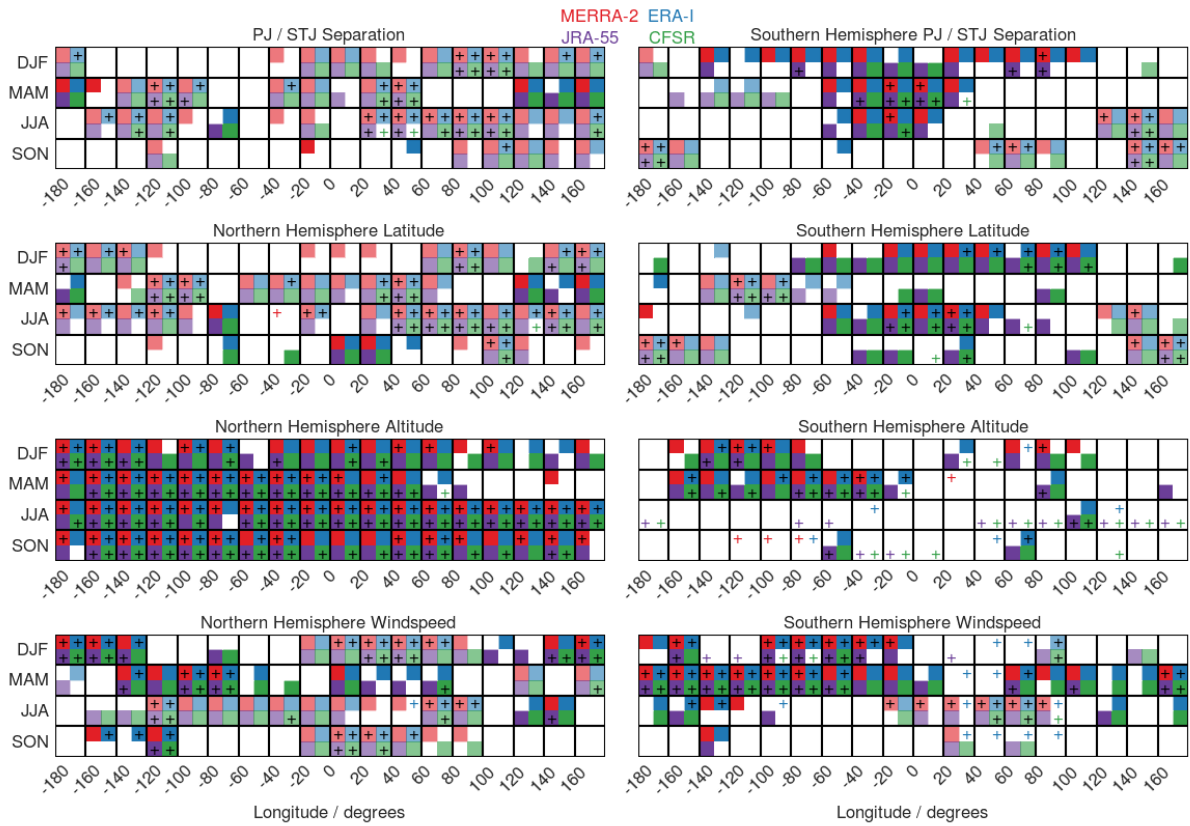 MERRA-2 ERA-I
JRA-55 CFSR
PJ / STJ Separation
Southern Hemisphere PJ / STJ Separation
DJF
MAM
JJA
SON
-180 -160 -140 -120 -100 -80 -60 -40 -20 0 20 40 60 80 100 120 140 160
-180 -160 -140 -120 -100 -80 -60 -40 -20 0 20 40 60 80 100 120 140 160
Northern Hemisphere Latitude
Southern Hemisphere Latitude
DJF
MAM
JJA
SON
-180 -160 -140 -120 -100 -80 -60 -40 -20 0 20 40 60 80 100 120 140 160
-180 -160 -140 -120 -100 -80 -60 -40 -20 0 20 40 60 80 100 120 140 160
Northern Hemisphere Altitude
Southern Hemisphere Altitude
DJF
MAM
JJA
SON
-180 -160 -140 -120 -100 -80 -60 -40 -20 0 20 40 60 80 100 120 140 160
-180 -160 -140 -120 -100 -80 -60 -40 -20 0 20 40 60 80 100 120 140 160
Northern Hemisphere Windspeed
Southern Hemisphere Windspeed
DJF
MAM
JJA
SON
-180 -160 -140 -120 -100 -80 -60 -40 -20 0 20 40 60 80 100 120 140 160
-180 -160 -140 -120 -100 -80 -60 -40 -20 0 20 40 60 80 100 120 140 160
Longitude / degrees
Longitude / degrees